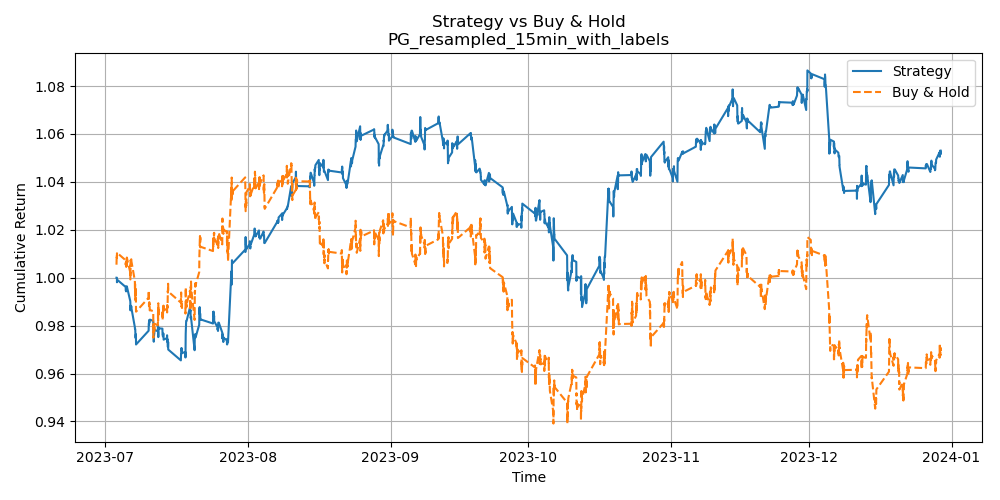 Strategy vs Buy & Hold
PG_resampled_15min_with_labels
Strategy
Buy & Hold
Cumulative Return
1.08
1.06
1.04
1.02
1.00
0.98
0.96
0.94
2023-07
2023-08
2023-09
2023-10
2023-11
2023-12
2024-01
Time